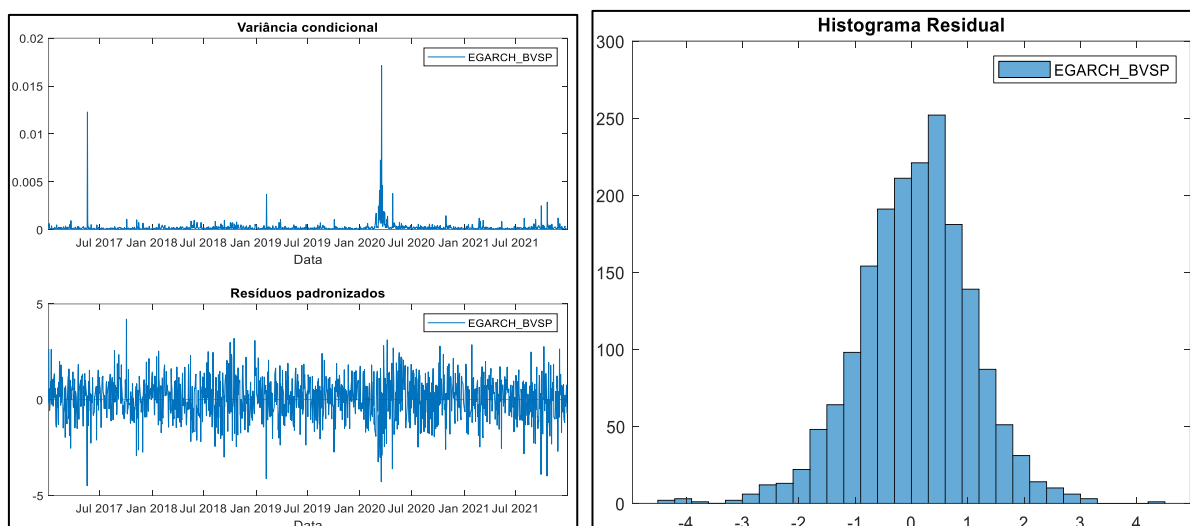 Variância condicional
0.02
EGARCH_BVSP
0.015
0.01
0.005
0
Jul 2017 Jan 2018 Jul 2018 Jan 2019 Jul 2019 Jan 2020 Jul 2020 Jan 2021 Jul 2021
Data
Resíduos padronizados
5
EGARCH_BVSP
0
-5
Jul 2017 Jan 2018 Jul 2018 Jan 2019 Jul 2019 Jan 2020 Jul 2020 Jan 2021 Jul 2021
Data
Histograma Residual
300
EGARCH_BVSP
250
200
150
100
50
0
-4 -3 -2 -1 0 1 2 3 4